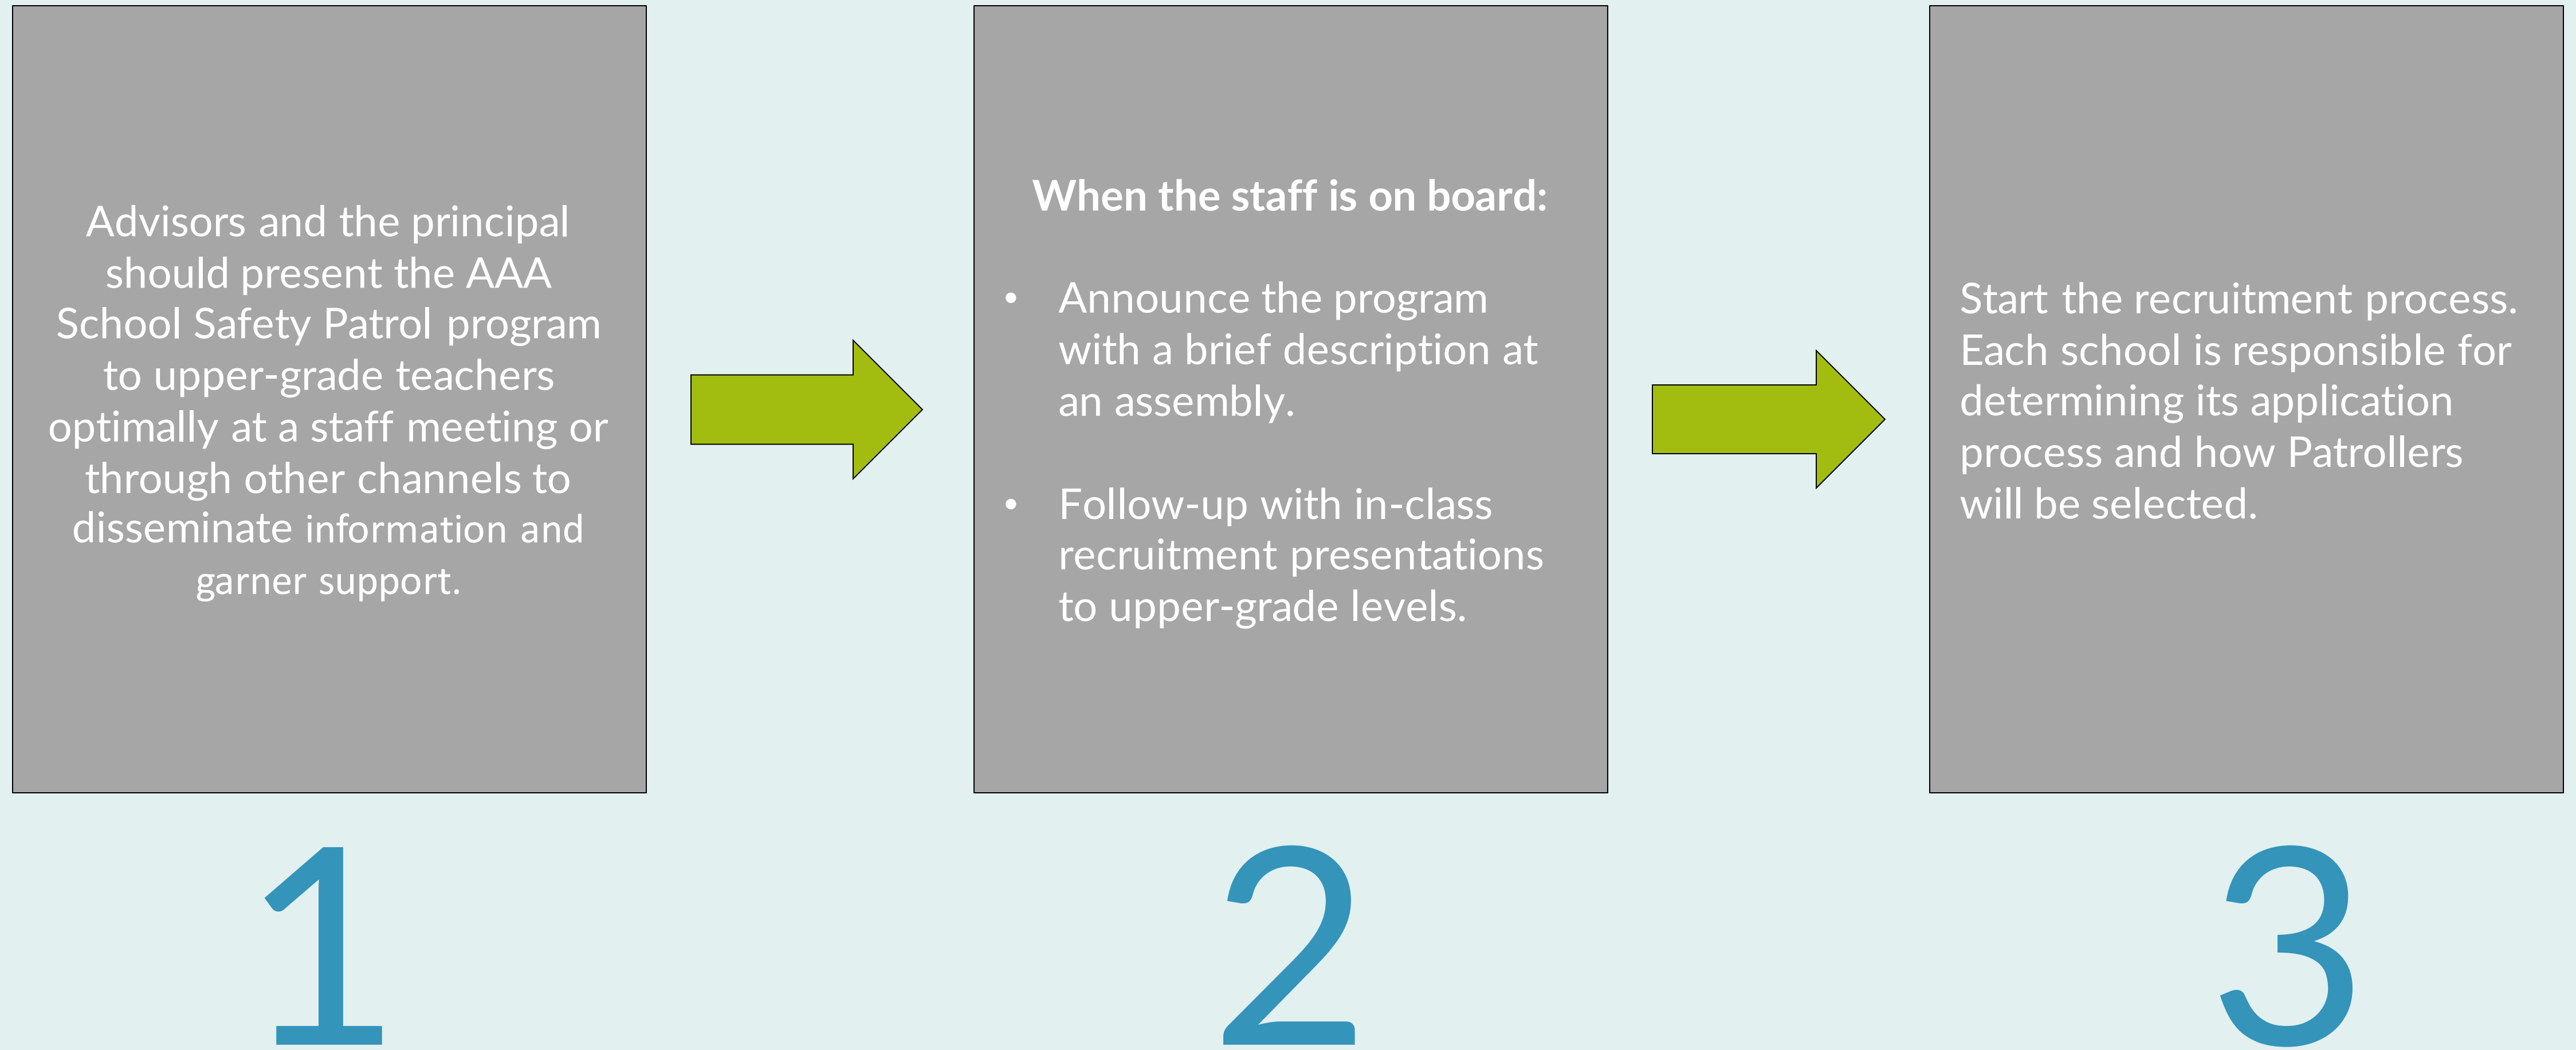 Advisors and the principal
should present the AAA
School Safety Patrol program
to upper-grade teachers
optimally at a staff meeting or
through other channels to
disseminate information and
garner support.
When the staff is on board:
• Announce the program
with a brief description at
an assembly.
• Follow-up with in-class
recruitment presentations
to upper-grade levels.
Start the recruitment process.
Each school is responsible for
determining its application
process and how Patrollers
will be selected.
1
2
3